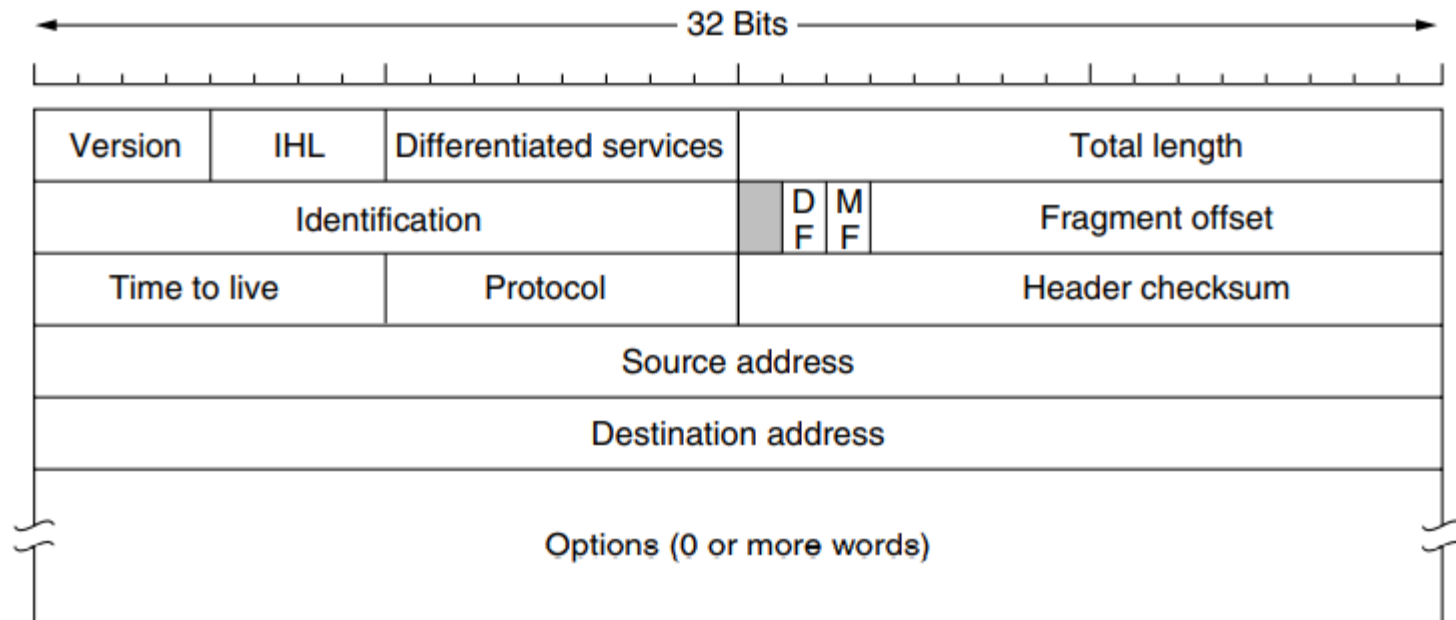 32 Bits
Version IHL Differentiated services Total length
Identification D F M F Fragment offset
Time to live Protocol Header checksum
Source address
Destination address
Options (0 or more words)